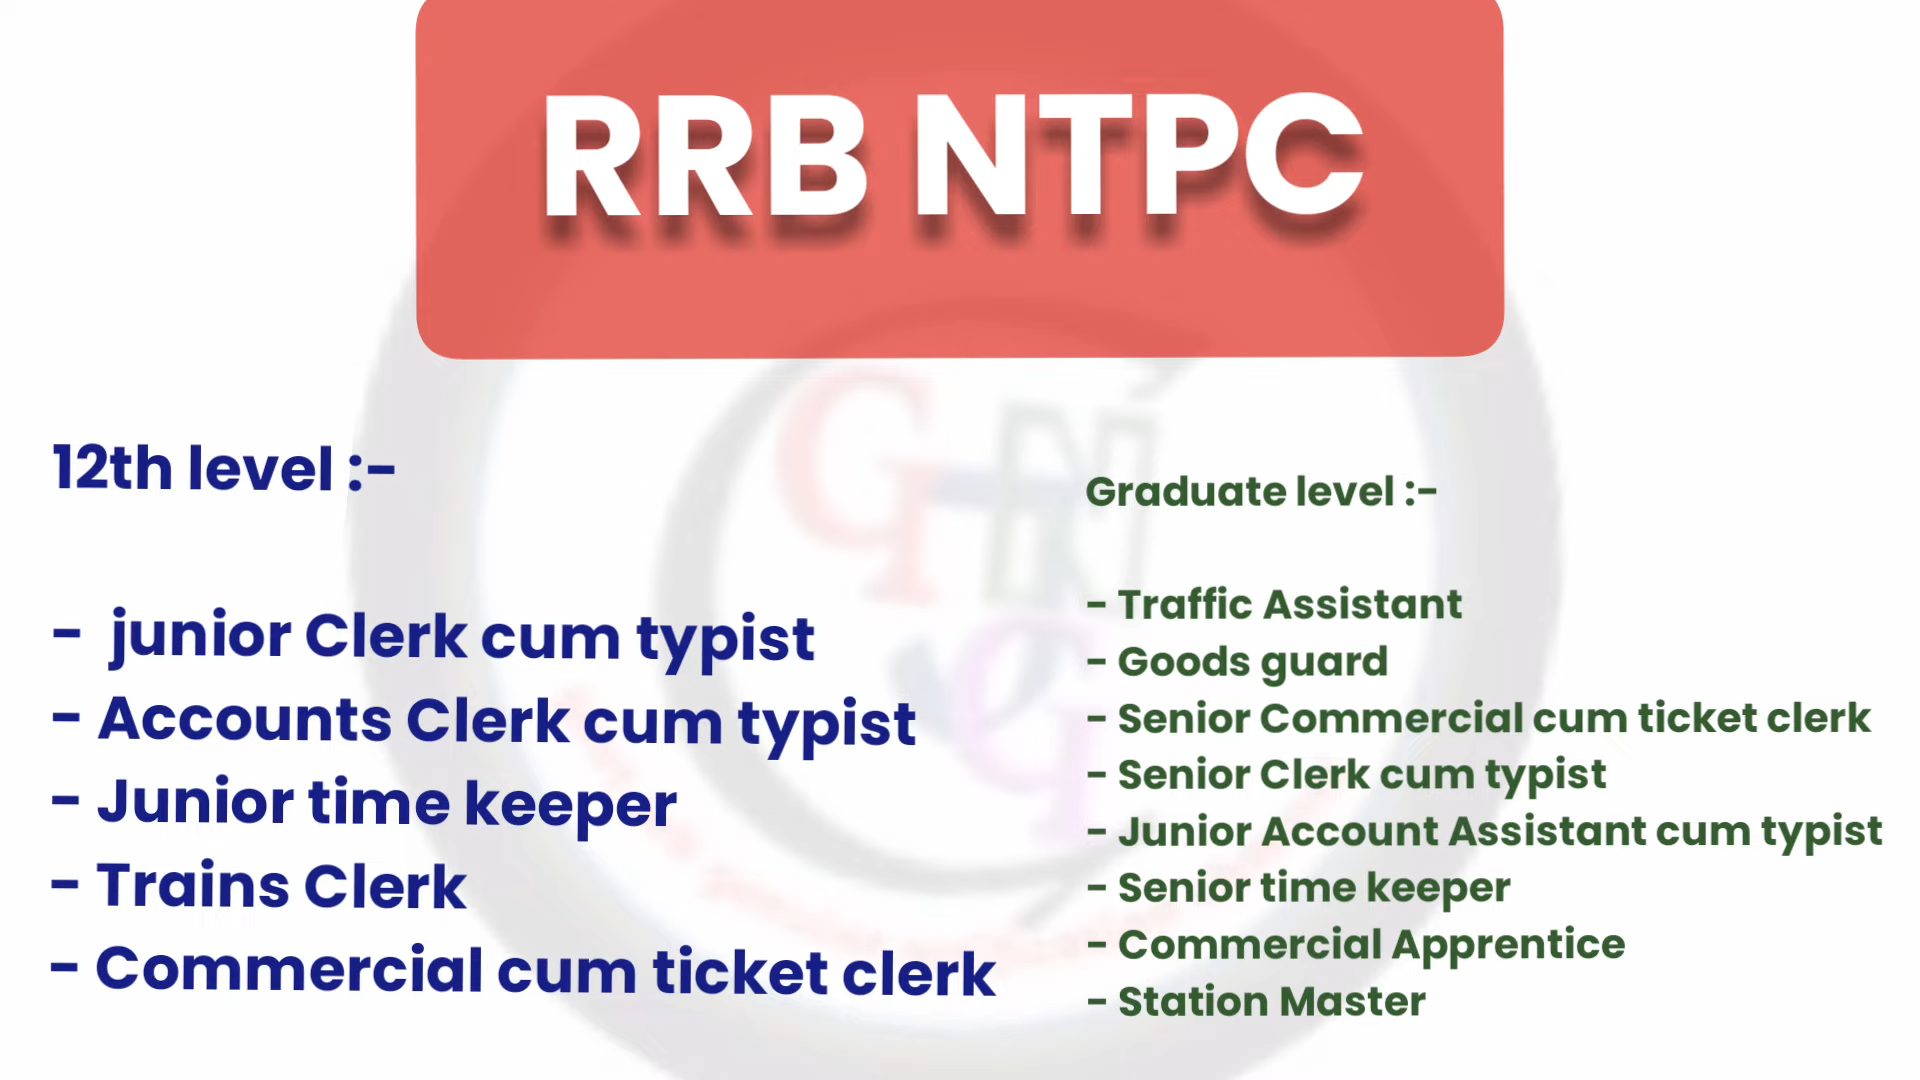 RRB NTPC
12th level :-
- junior Clerk cum typist
- Accounts Clerk cum typist
- Junior time keeper
- Trains Clerk
- Commercial cum ticket clerk
Graduate level :-
- Traffic Assistant
- Goods guard
- Senior Commercial cum ticket clerk
- Senior Clerk cum typist
- Junior Account Assistant cum typist
- Senior time keeper
- Commercial Apprentice
- Station Master